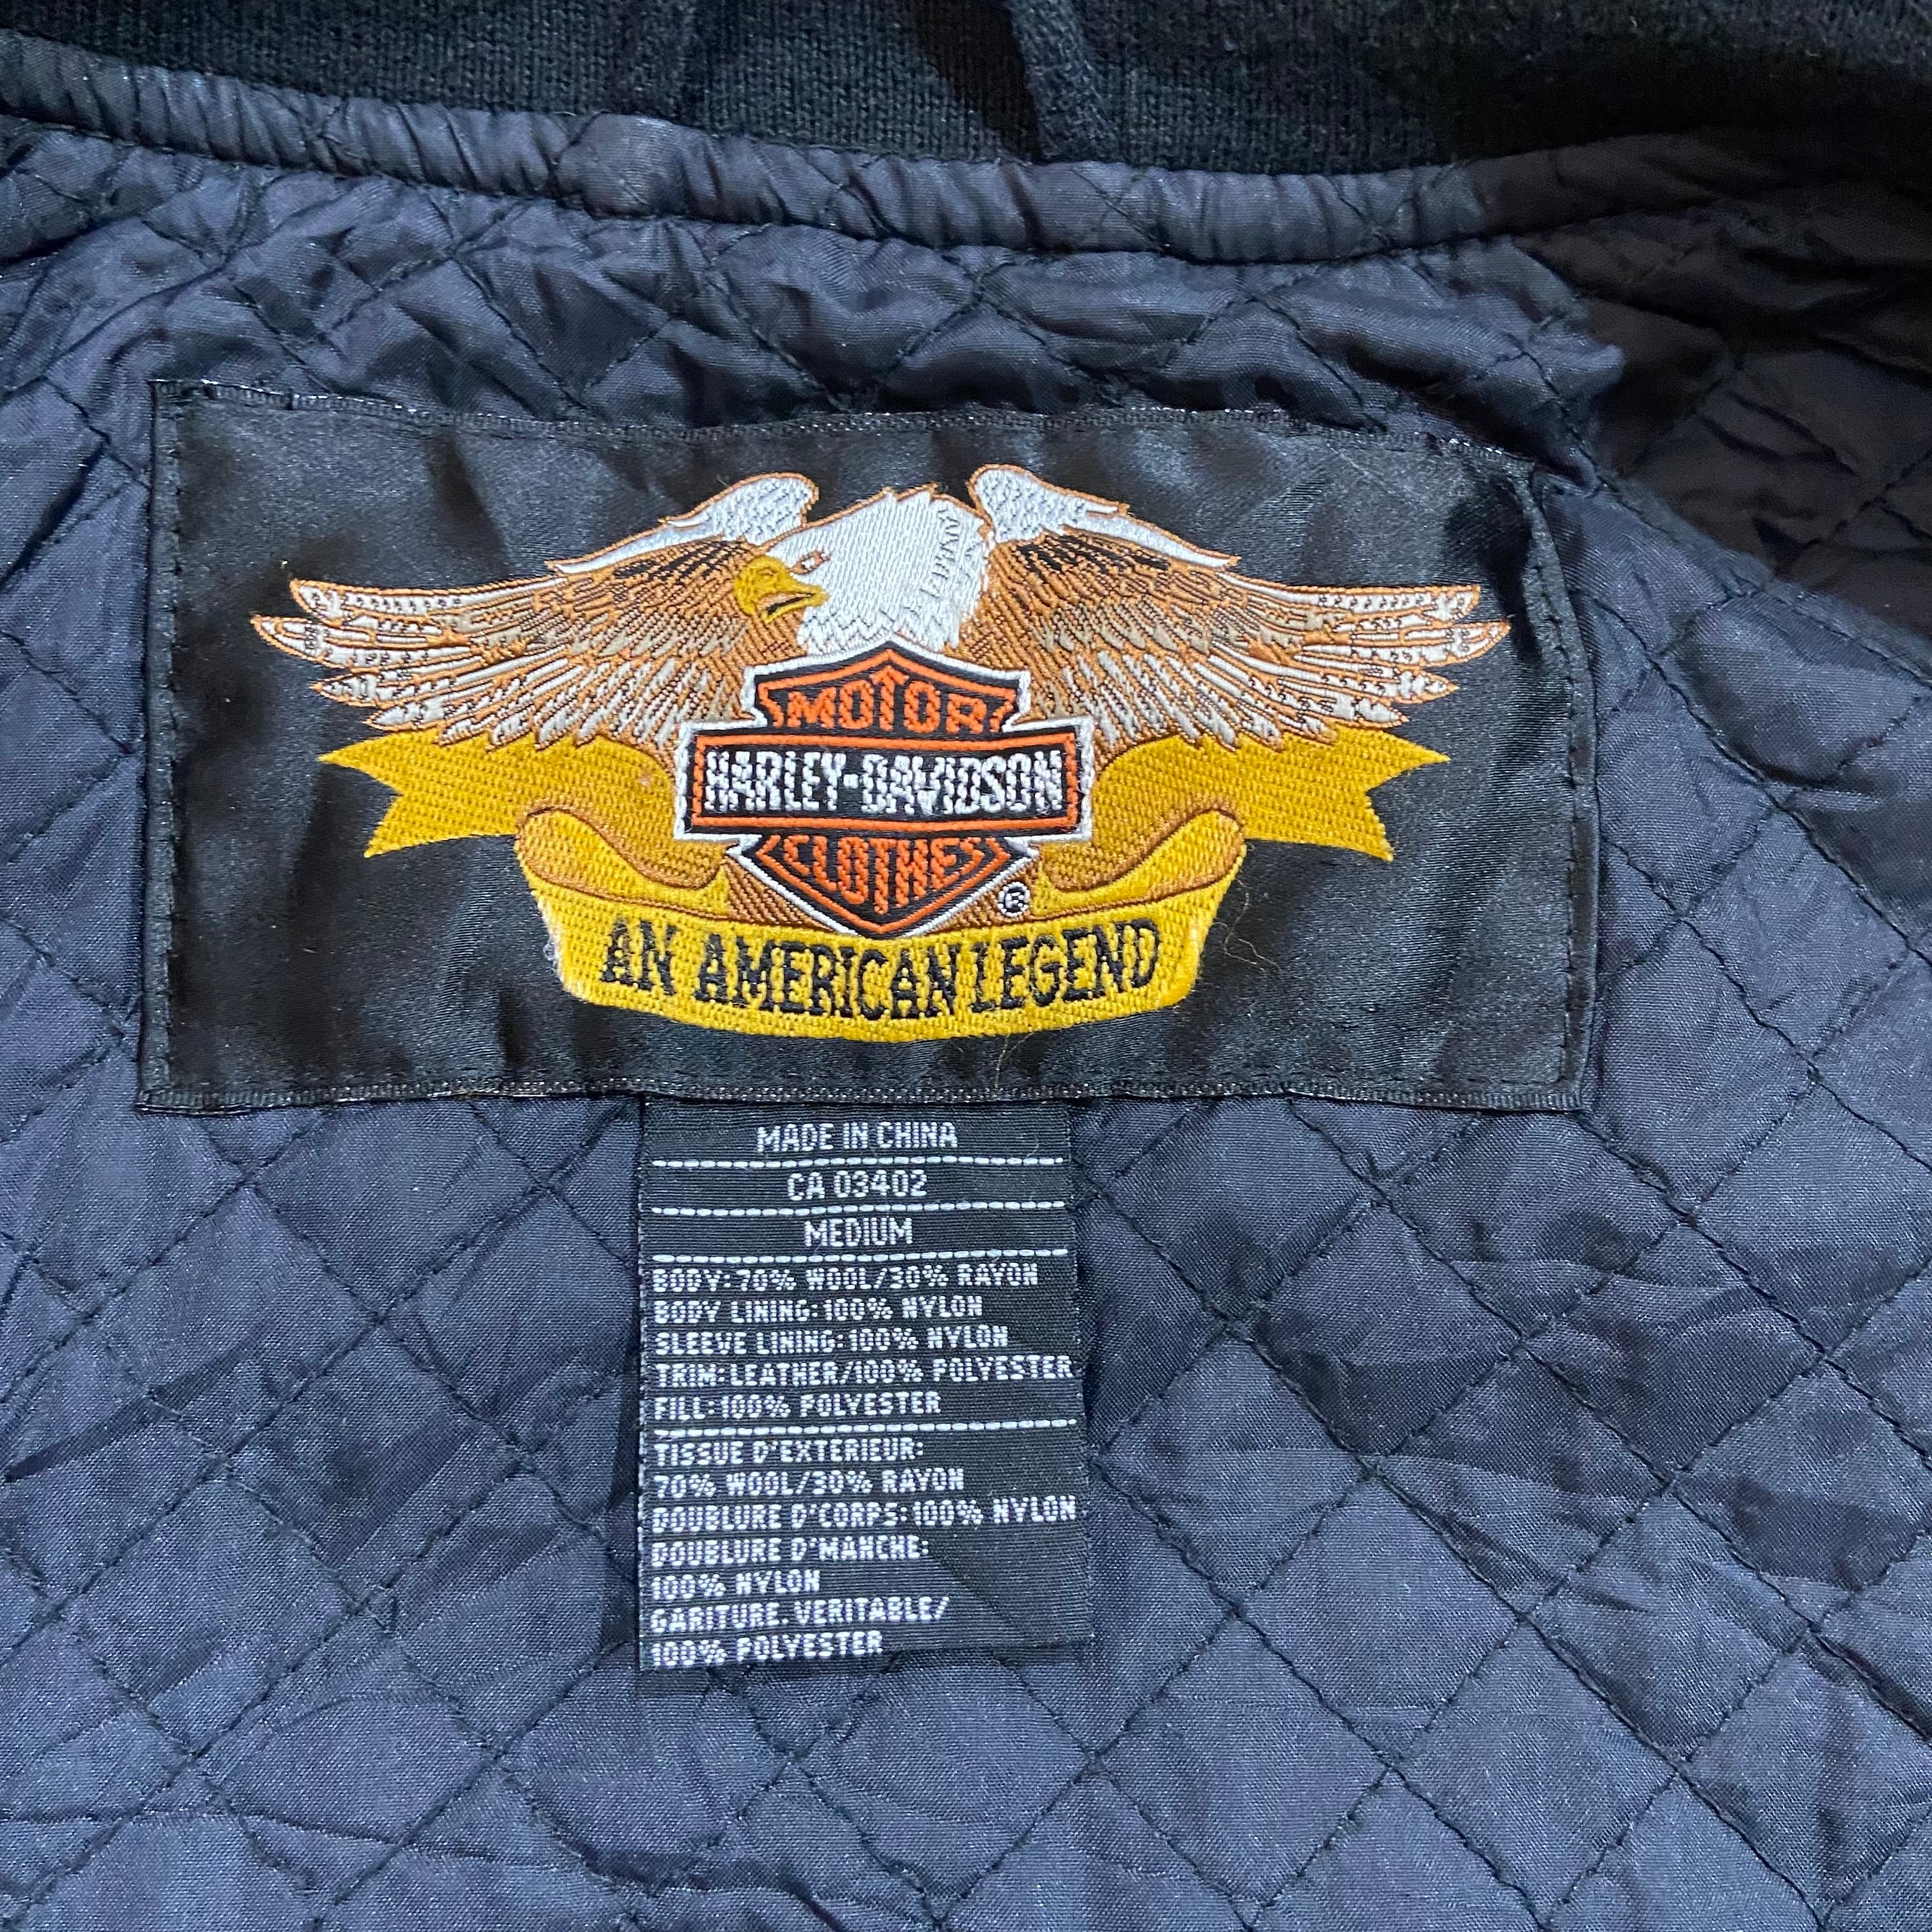 MOTOR
HARLEY-DAVIDSON
CLOTHES
®
AN AMERICAN LEGEND
MADE IN CHINA
CA 03402
MEDIUM
BODY:70% WOOL/30% RAYON
BODY LINING:100% NYLON
SLEEVE LINING:100% NYLON
TRIM:LEATHER/100% POLYESTER
FILL:100% POLYESTER
TISSUE D'EXTERIEUR:
70% WOOL/30% RAYON
DOUBLURE D'CORPS:100% NYLON
DOUBLURE D'MANCHE:
100% NYLON
GARITURE.VERITABLE/
100% POLYESTER